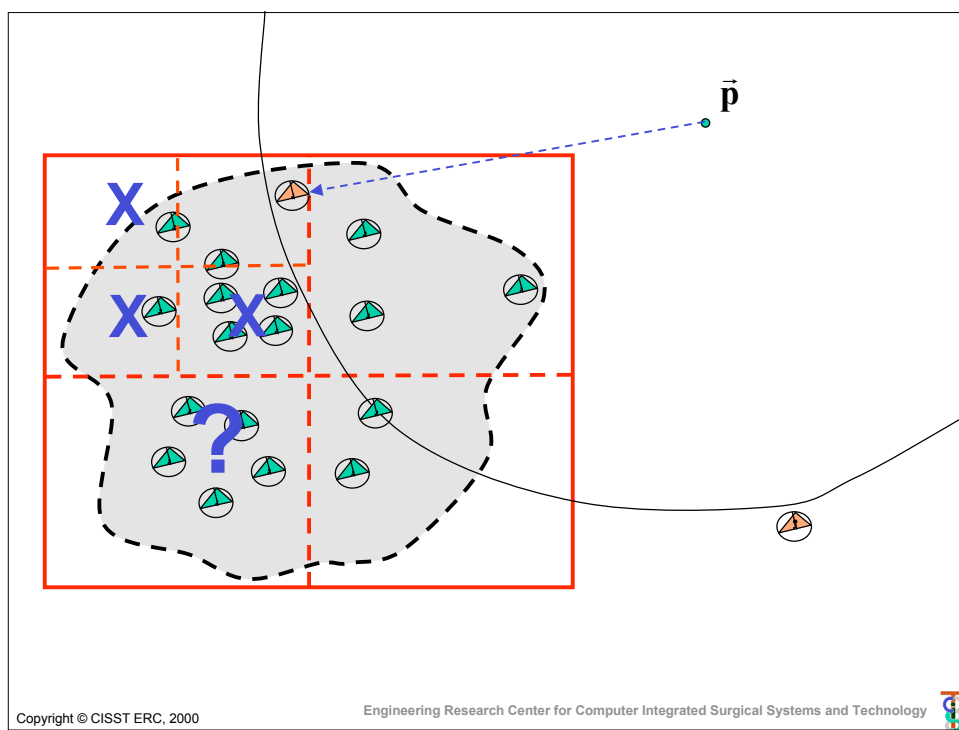 p
X
X
X
?
Copyright © CISST ERC, 2000
Engineering Research Center for Computer Integrated Surgical Systems and Technology